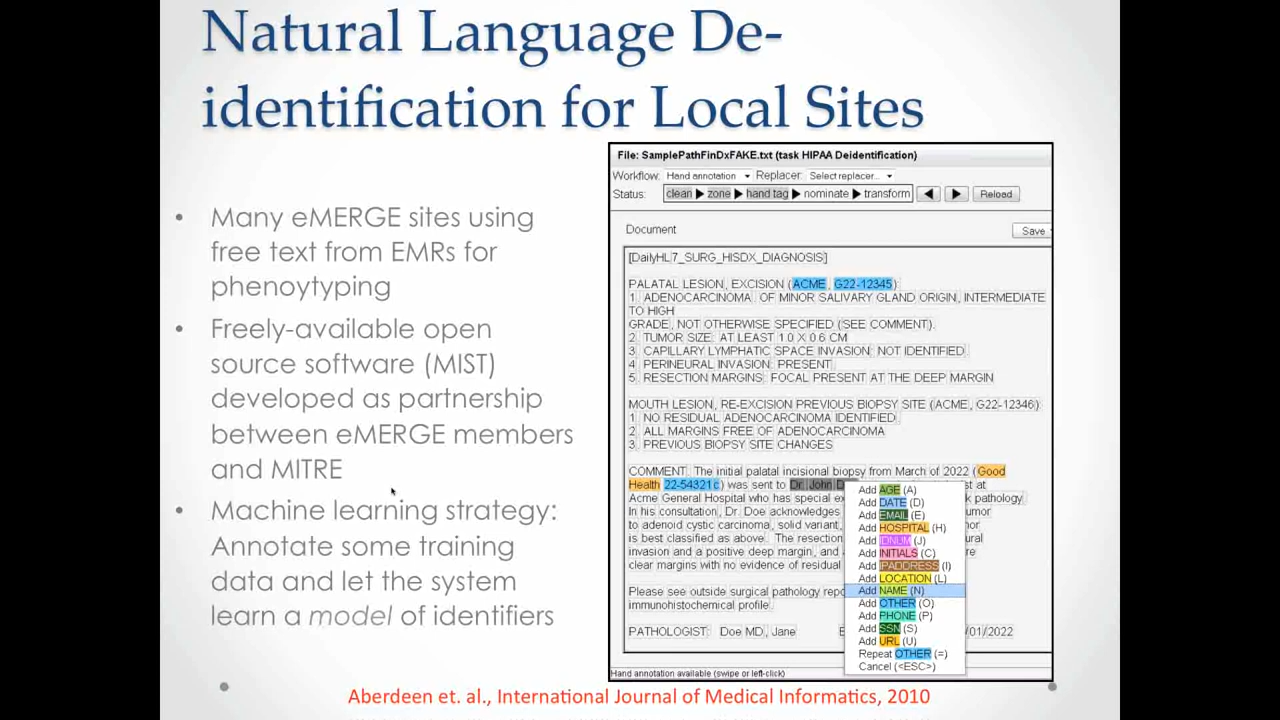 Natural Language De-
identification for Local Sites
• Many eMERGE sites using
free text from EMRs for
phenoytyping
• Freely-available open
source software (MIST)
developed as partnership
between eMERGE members
and MITRE
• Machine learning strategy:
Annotate some training
data and let the system
learn a model of identifiers
File: SamplePathFinDxFAKE.txt (task HIPAA Deidentification)
Workflow: Hand annotation Replacer: Select replacer...
Status: clean zone hand tag nominate transform Reload
Document Save
[DailyHL7_SURG_HISDX_DIAGNOSIS]
PALATAL LESION, EXCISION (ACME, G22-12345):
1. ADENOCARCINOMA OF MINOR SALIVARY GLAND ORIGIN, INTERMEDIATE
TO HIGH
GRADE, NOT OTHERWISE SPECIFIED (SEE COMMENT).
2. TUMOR SIZE: AT LEAST 1.0 X 0.6 CM
3. CAPILLARY LYMPHATIC SPACE INVASION: NOT IDENTIFIED.
4. PERINEURAL INVASION: PRESENT.
5. RESECTION MARGINS: FOCAL PRESENT AT THE DEEP MARGIN
MOUTH LESION, RE-EXCISION PREVIOUS BIOPSY SITE (ACME, G22-12346):
1. NO RESIDUAL ADENOCARCINOMA IDENTIFIED.
2. ALL MARGINS FREE OF ADENOCARCINOMA
3. PREVIOUS BIOPSY SITE CHANGES
COMMENT: The initial palatal incisional biopsy from March of 2022 (Good
Health 22-54321c) was sent to Dr. John D
Acme General Hospital who has special pathology.
In his consultation, Dr. Doe acknowledges
to adenoid cystic carcinoma, solid variant,
is best classified as above. The resection
invasion and a positive deep margin, and
clear margins with no evidence of residual
Please see outside surgical pathology
immunohistochemical profile.
PATHOLOGIST: Doe MD, Jane /01/2022
Add AGE (A)
Add DATE (D)
Add EMAIL (E)
Add HOSPITAL (H)
Add IDNUM (J)
Add INITIALS (C)
Add IPADDRESS (I)
Add LOCATION (L)
Add NAME (N)
Add OTHER (O)
Add PHONE (P)
Add SSN (S)
Add URL (U)
Repeat OTHER (=)
Cancel (<ESC>)
Hand annotation available (swipe or left-click)
Aberdeen et. al., International Journal of Medical Informatics, 2010